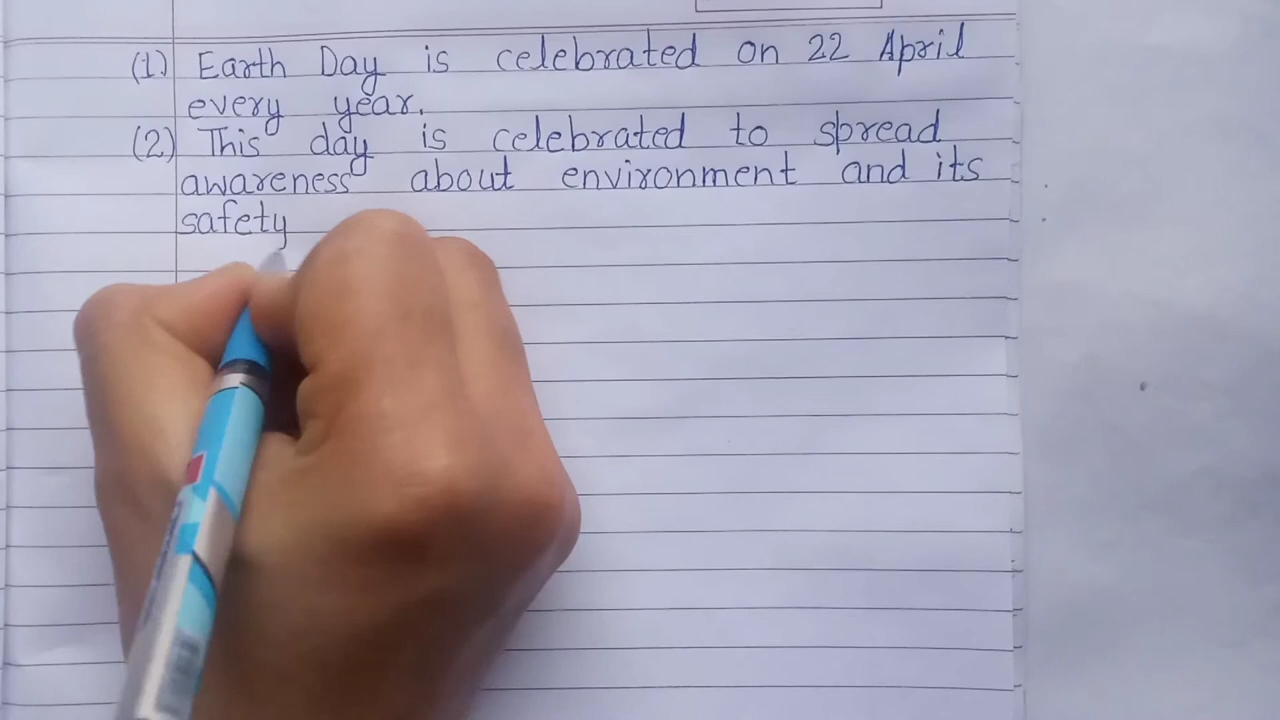 (1) Earth Day is celebrated on 22 April
every year.
(2) This day is celebrated to spread
awareness about environment and its
safety